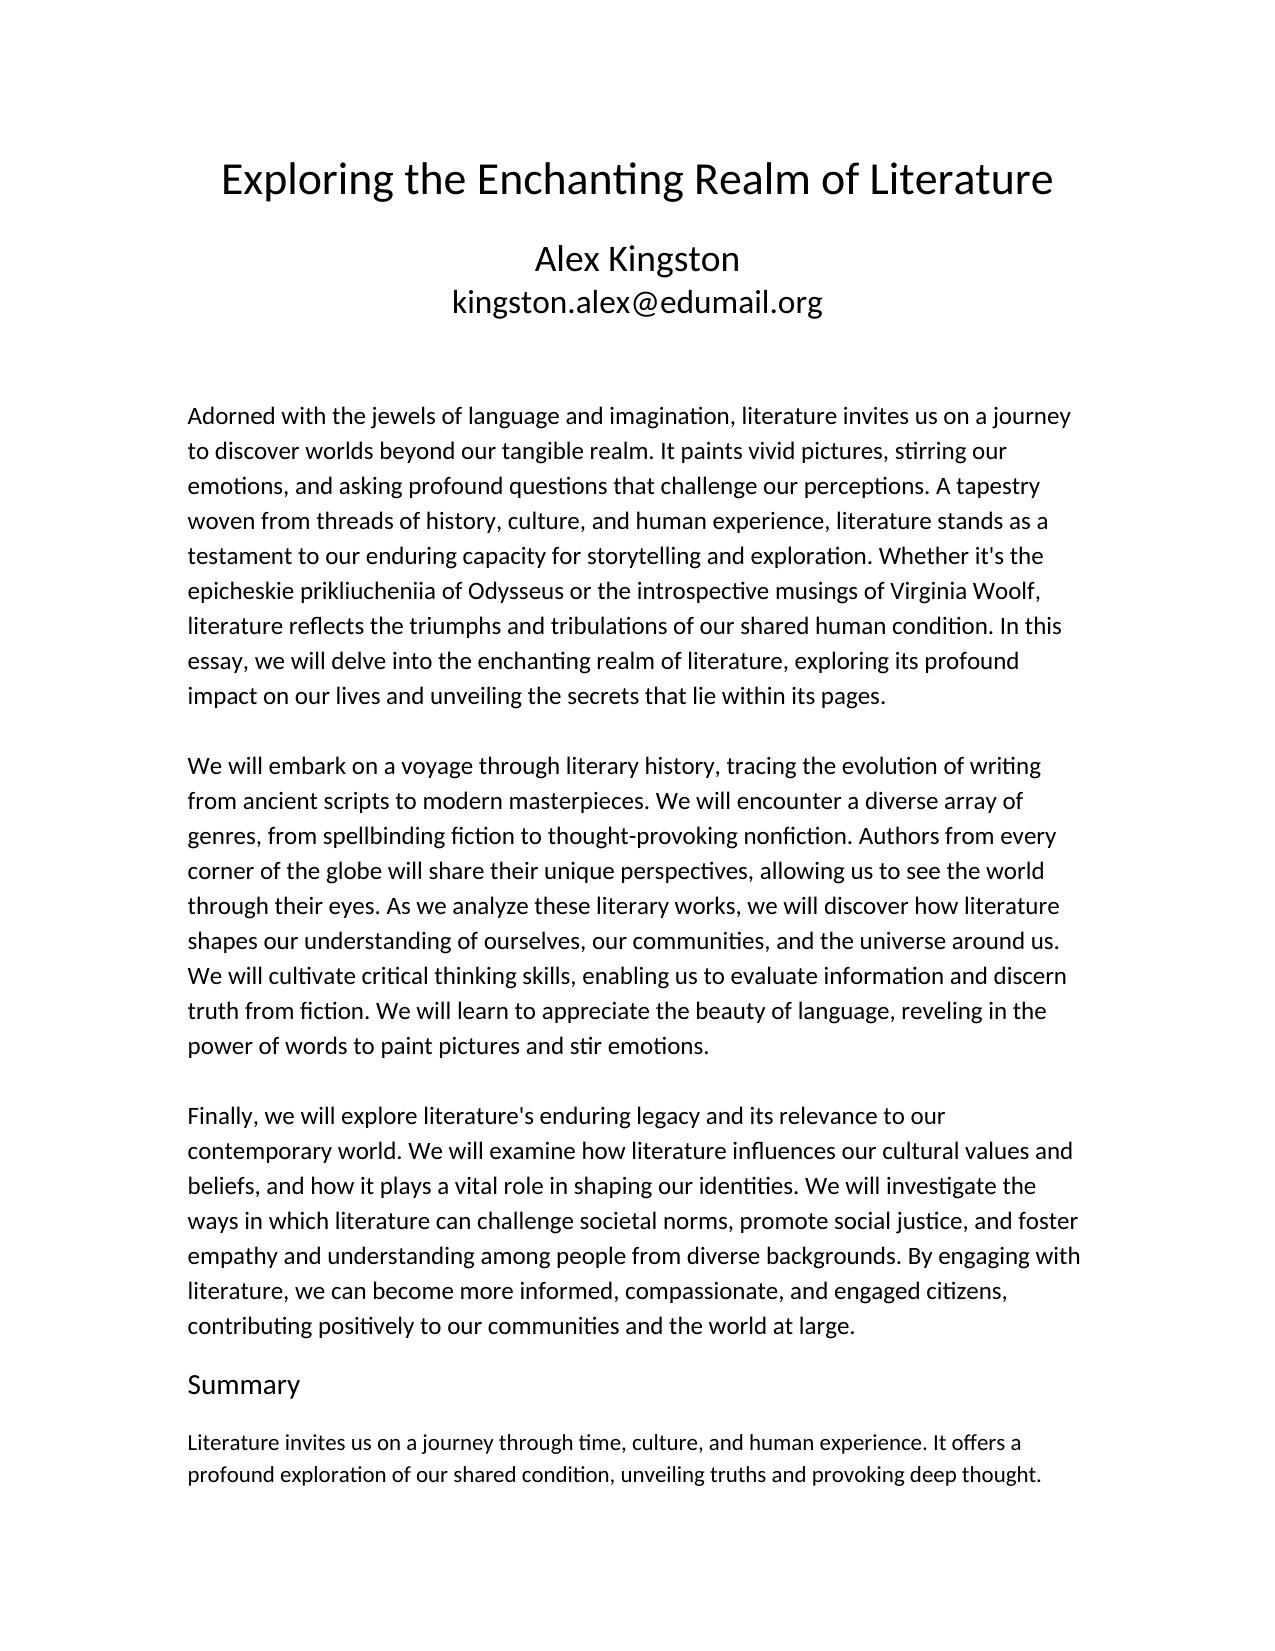 Exploring the Enchanting Realm of Literature
Alex Kingston
kingston.alex@edumail.org
Adorned with the jewels of language and imagination, literature invites us on a journey
to discover worlds beyond our tangible realm. It paints vivid pictures, stirring our
emotions, and asking profound questions that challenge our perceptions. A tapestry
woven from threads of history, culture, and human experience, literature stands as a
testament to our enduring capacity for storytelling and exploration. Whether it's the
epicheskie prikliucheniia of Odysseus or the introspective musings of Virginia Woolf,
literature reflects the triumphs and tribulations of our shared human condition. In this
essay, we will delve into the enchanting realm of literature, exploring its profound
impact on our lives and unveiling the secrets that lie within its pages.
We will embark on a voyage through literary history, tracing the evolution of writing
from ancient scripts to modern masterpieces. We will encounter a diverse array of
genres, from spellbinding fiction to thought-provoking nonfiction. Authors from every
corner of the globe will share their unique perspectives, allowing us to see the world
through their eyes. As we analyze these literary works, we will discover how literature
shapes our understanding of ourselves, our communities, and the universe around us.
We will cultivate critical thinking skills, enabling us to evaluate information and discern
truth from fiction. We will learn to appreciate the beauty of language, reveling in the
power of words to paint pictures and stir emotions.
Finally, we will explore literature's enduring legacy and its relevance to our
contemporary world. We will examine how literature influences our cultural values and
beliefs, and how it plays a vital role in shaping our identities. We will investigate the
ways in which literature can challenge societal norms, promote social justice, and foster
empathy and understanding among people from diverse backgrounds. By engaging with
literature, we can become more informed, compassionate, and engaged citizens,
contributing positively to our communities and the world at large.
Summary
Literature invites us on a journey through time, culture, and human experience. It offers a
profound exploration of our shared condition, unveiling truths and provoking deep thought.